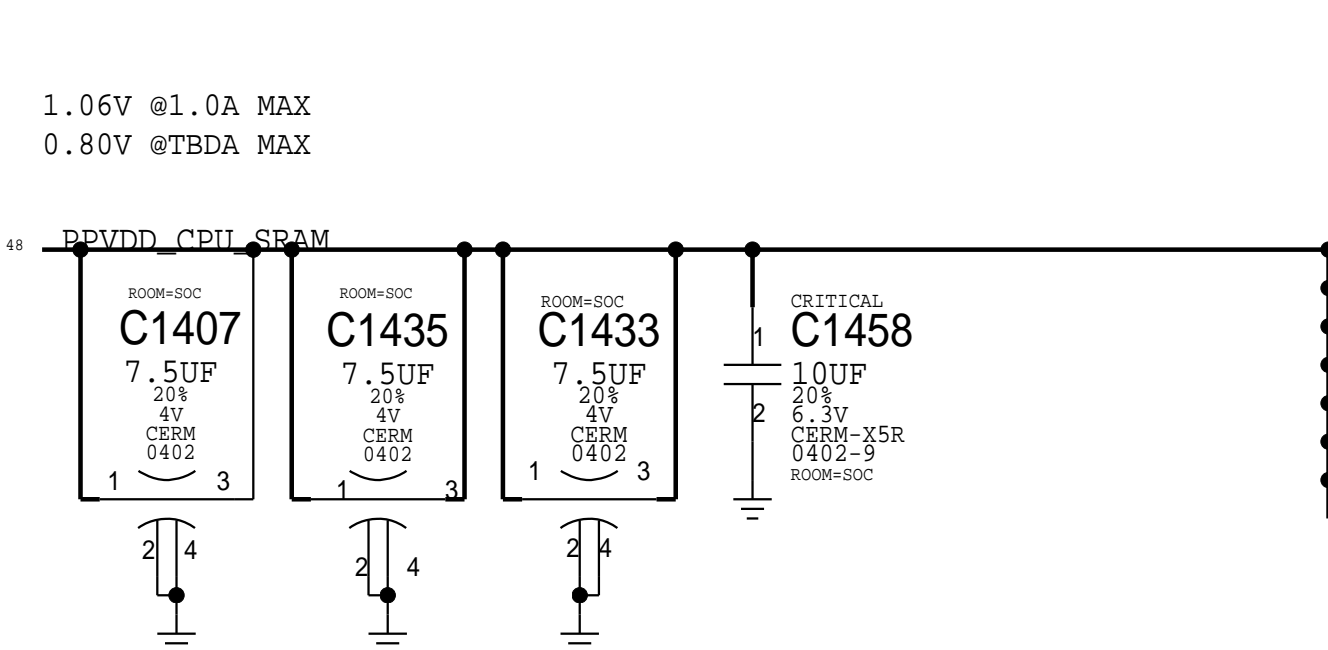 1.06V @1.0A MAX
0.80V @TBDA MAX
48
PPVDD_CPU_SRAM
ROOM=SOC
C1407
7.5UF
20%
4V
CERM
0402
1 3
2 4
ROOM=SOC
C1435
7.5UF
20%
4V
CERM
0402
1 3
2 4
ROOM=SOC
C1433
7.5UF
20%
4V
CERM
0402
1 3
2 4
CRITICAL
1
C1458
10UF
20%
2
6.3V
CERM-X5R
0402-9
ROOM=SOC